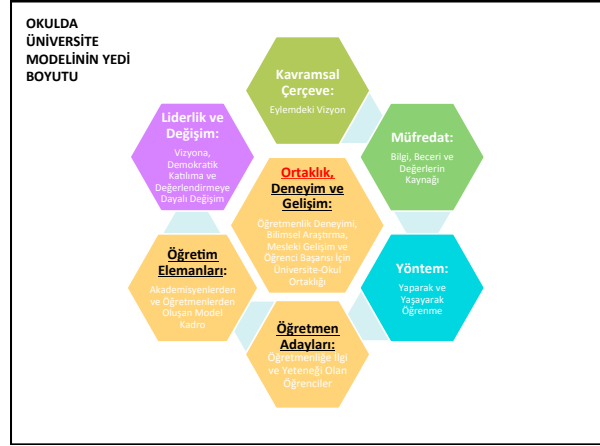 OKULDA
ÜNİVERSİTE
MODELİNİN YEDİ
BOYUTU
Kavramsal
Çerçeve:
Eylemdeki Vizyon
Liderlik ve
Değişim:
Vizyona,
Demokratik
Katılıma ve
Değerlendirmeye
Dayalı Değişim
Müfredat:
Bilgi, Beceri ve
Değerlerin
Kaynağı
Ortaklık,
Deneyim ve
Gelişim:
Öğretmenlik Deneyimi,
Bilimsel Araştırma,
Mesleki Gelişim ve
Öğrenci Başarısı İçin
Üniversite-Okul
Ortaklığı
Öğretim
Elemanları:
Akademisyenlerden
ve Öğretmenlerden
Oluşan Model
Kadro
Yöntem:
Yaparak ve
Yaşayarak
Öğrenme
Öğretmen
Adayları:
Öğretmenliğe İlgi
ve Yeteneği Olan
Öğrenciler